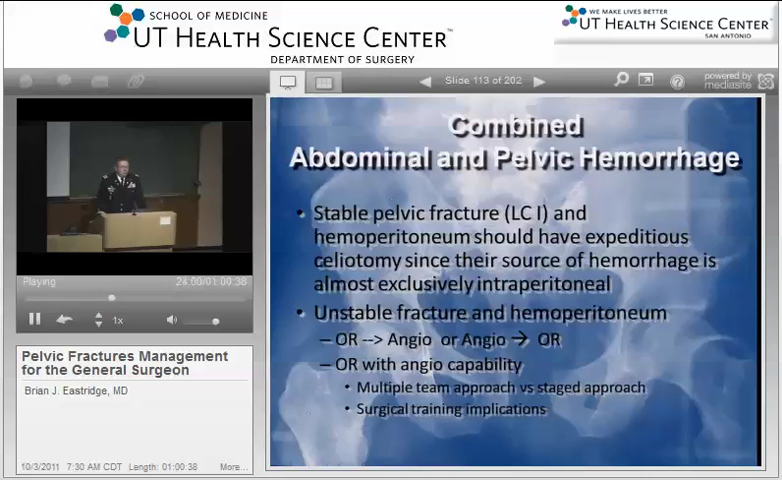 SCHOOL OF MEDICINE
UT HEALTH SCIENCE CENTER™
DEPARTMENT OF SURGERY
WE MAKE LIVES BETTER
UT HEALTH SCIENCE CENTER™
SAN ANTONIO
Slide 113 of 202
powered by
mediasite
Playing
24:00/01:00:38
1x
Pelvic Fractures Management
for the General Surgeon
Brian J. Eastridge, MD
10/3/2011 7:30 AM CDT Length: 01:00:38 More...
Combined
Abdominal and Pelvic Hemorrhage
• Stable pelvic fracture (LC I) and
hemoperitoneum should have expeditious
celiotomy since their source of hemorrhage is
almost exclusively intraperitoneal
• Unstable fracture and hemoperitoneum
– OR --> Angio or Angio → OR
– OR with angio capability
• Multiple team approach vs staged approach
• Surgical training implications